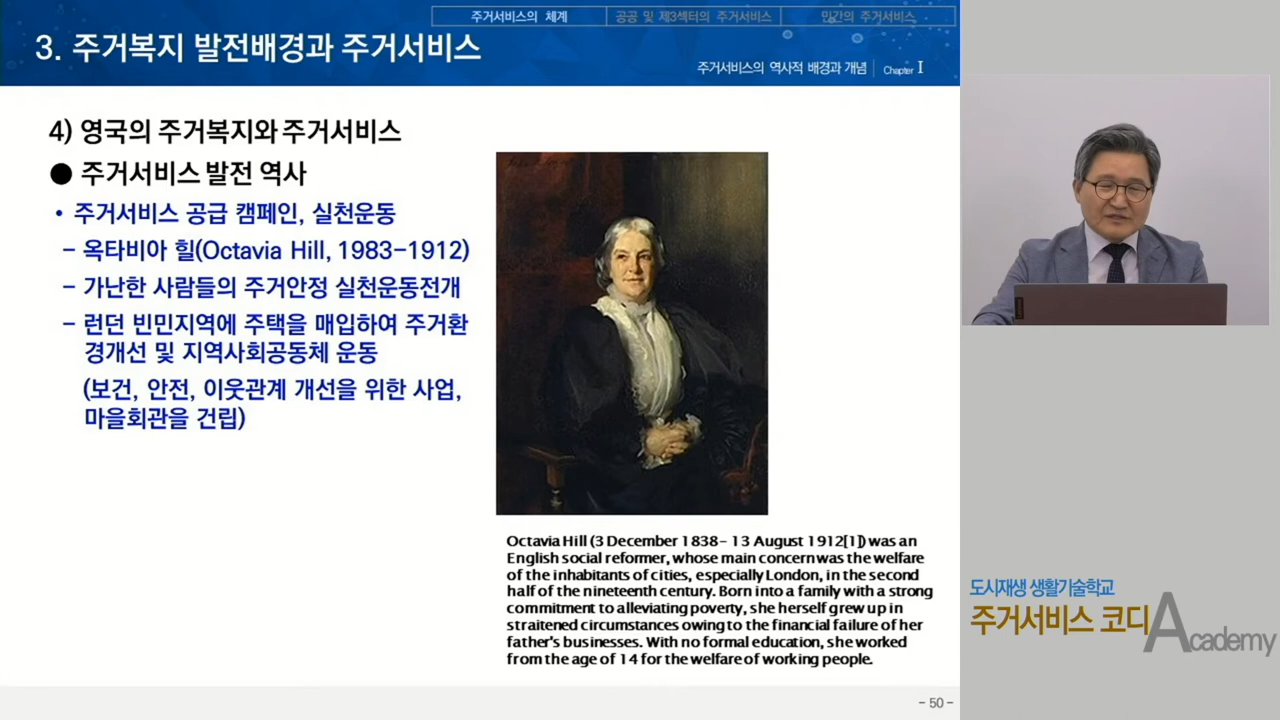 주거서비스의 체계
공공 및 제3섹터의 주거서비스
민간의 주거서비스
3. 주거복지 발전배경과 주거서비스
주거서비스의 역사적 배경과 개념 | Chapter I
4) 영국의 주거복지와 주거서비스
● 주거서비스 발전 역사
• 주거서비스 공급 캠페인, 실천운동
– 옥타비아 힐(Octavia Hill, 1983-1912)
– 가난한 사람들의 주거안정 실천운동전개
– 런던 빈민지역에 주택을 매입하여 주거환
경개선 및 지역사회공동체 운동
(보건, 안전, 이웃관계 개선을 위한 사업,
마을회관을 건립)
Octavia Hill (3 December 1838– 13 August 1912[1]) was an
English social reformer, whose main concern was the welfare
of the inhabitants of cities, especially London, in the second
half of the nineteenth century. Born into a family with a strong
commitment to alleviating poverty, she herself grew up in
straitened circumstances owing to the financial failure of her
father's businesses. With no formal education, she worked
from the age of 14 for the welfare of working people.
- 50 -
도시재생 생활기술학교
주거서비스 코디
Academy